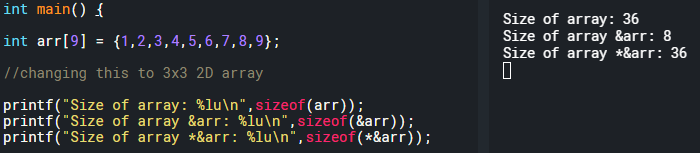 int main() {
int arr[9] = {1,2,3,4,5,6,7,8,9};
//changing this to 3x3 2D array
printf("Size of array: %lu\n",sizeof(arr));
printf("Size of array &arr: %lu\n",sizeof(&arr));
printf("Size of array *&arr: %lu\n",sizeof(*&arr));
Size of array: 36
Size of array &arr: 8
Size of array *&arr: 36